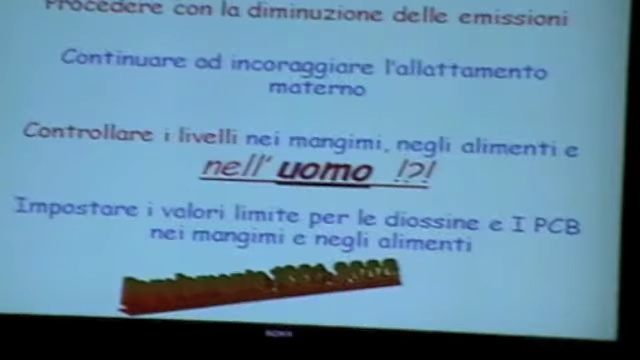 Procedere con la diminuzione delle emissioni
Continuare ad incoraggiare l'allattamento
materno
Controllare i livelli nei mangimi, negli alimenti e
nell' uomo !?!
Impostare i valori limite per le diossine e I PCB
nei mangimi e negli alimenti